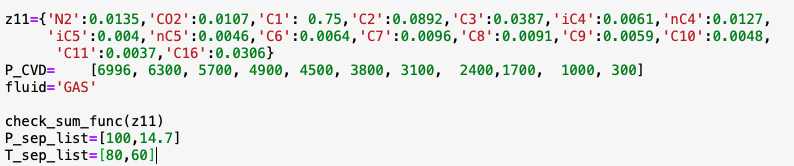 z11={'N2':0.0135,'CO2':0.0107,'C1': 0.75,'C2':0.0892,'C3':0.0387,'iC4':0.0061,'nC4':0.0127,
'iC5':0.004,'nC5':0.0046,'C6':0.0064,'C7':0.0096,'C8':0.0091,'C9':0.0059,'C10':0.0048,
'C11':0.0037,'C16':0.0306}
P_CVD= [6996, 6300, 5700, 4900, 4500, 3800, 3100, 2400,1700, 1000, 300]
fluid='GAS'
check_sum_func(z11)
P_sep_list=[100,14.7]
T_sep_list=[80,60]